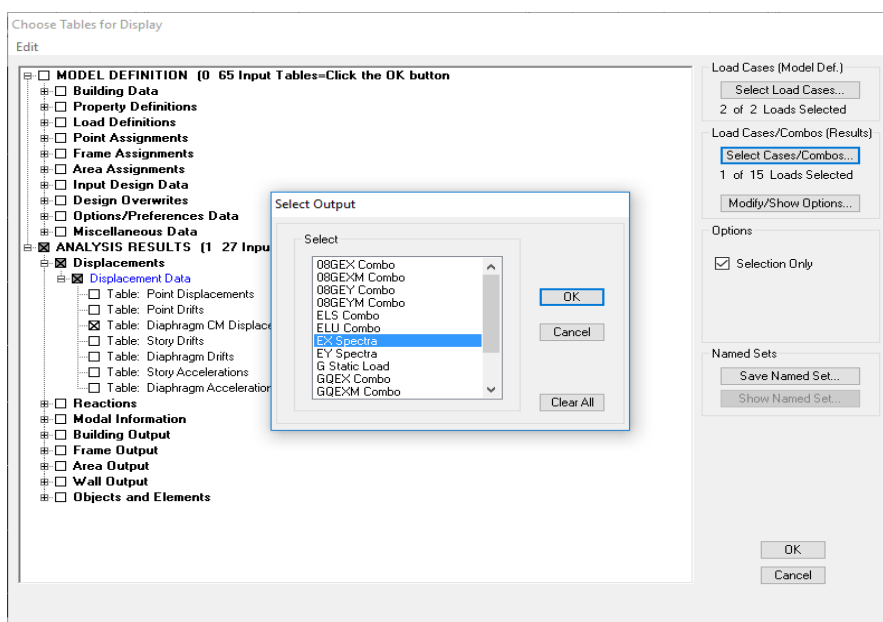 Choose Tables for Display
Edit
MODEL DEFINITION (0 65 Input Tables=Click the OK button
Building Data
Property Definitions
Load Definitions
Point Assignments
Frame Assignments
Area Assignments
Input Design Data
Design Overwrites
Options/Preferences Data
Miscellaneous Data
ANALYSIS RESULTS (1 27 Inpu
Displacements
Displacement Data
Table: Point Displacements
Table: Point Drifts
Table: Diaphragm CM Displace
Table: Story Drifts
Table: Diaphragm Drifts
Table: Story Accelerations
Table: Diaphragm Acceleration
Reactions
Modal Information
Building Output
Frame Output
Area Output
Wall Output
Objects and Elements
Select Output
Select
08GEX Combo
08GEXM Combo
08GEY Combo
08GEYM Combo
ELS Combo
ELU Combo
EX Spectra
EY Spectra
G Static Load
GQEX Combo
GQEXM Combo
OK
Cancel
Clear All
Load Cases (Model Def.)
Select Load Cases...
2 of 2 Loads Selected
Load Cases/Combos (Results)
Select Cases/Combos...
1 of 15 Loads Selected
Modify/Show Options...
Options
Selection Only
Named Sets
Save Named Set...
Show Named Set...
OK
Cancel